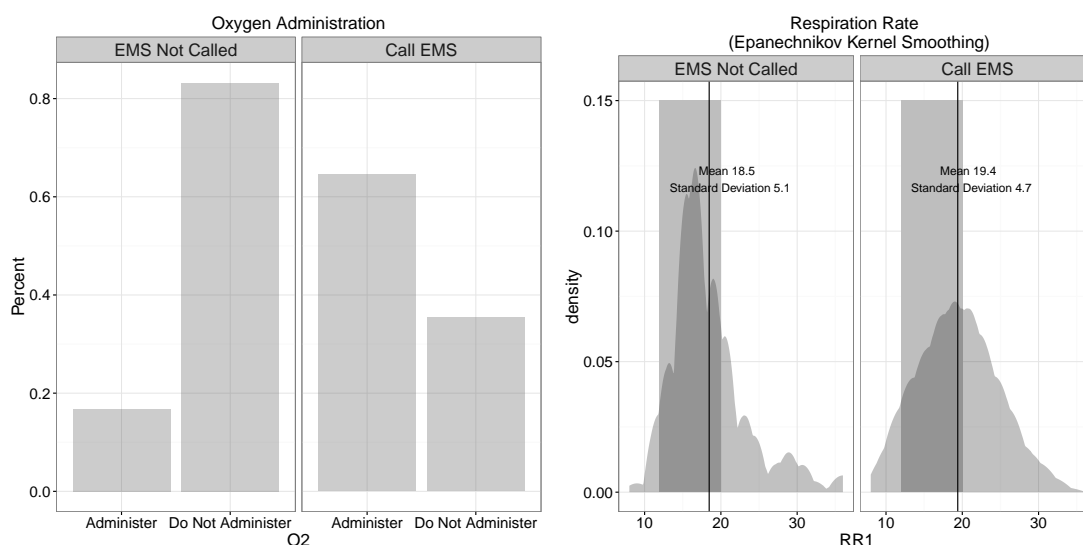 Oxygen Administration
EMS Not Called
Call EMS
Percent
0.8
0.6
0.4
0.2
0.0
Administer
Do Not Administer
Administer
Do Not Administer
O2
Respiration Rate
(Epanechnikov Kernel Smoothing)
EMS Not Called
Call EMS
density
0.15
0.10
0.05
0.00
Mean 18.5
Standard Deviation 5.1
Mean 19.4
Standard Deviation 4.7
10
20
30
10
20
30
RR1